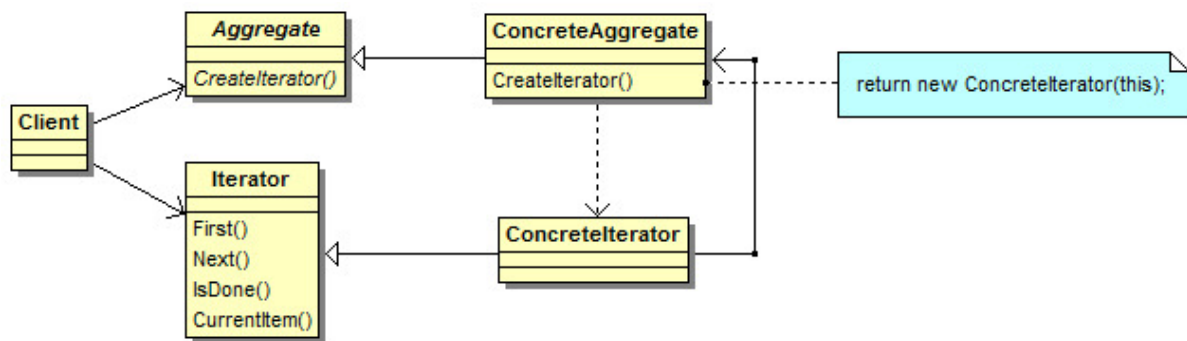 Aggregate
CreateIterator()
ConcreteAggregate
CreateIterator()
return new ConcreteIterator(this);
Client
Iterator
First()
Next()
IsDone()
CurrentItem()
ConcreteIterator